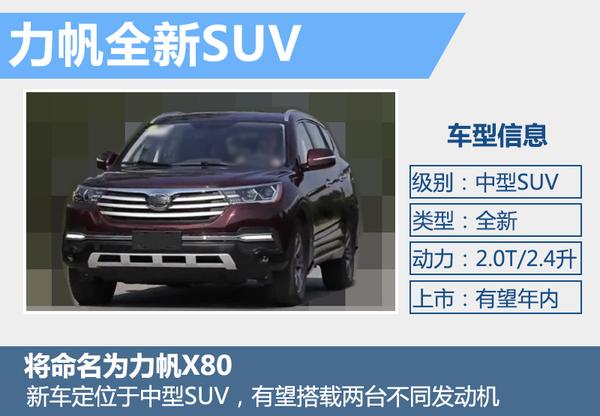 力帆全新SUV
车型信息
级别：中型SUV
类型：全新
动力：2.0T/2.4升
上市：有望年内
将命名为力帆X80
新车定位于中型SUV，有望搭载两台不同发动机